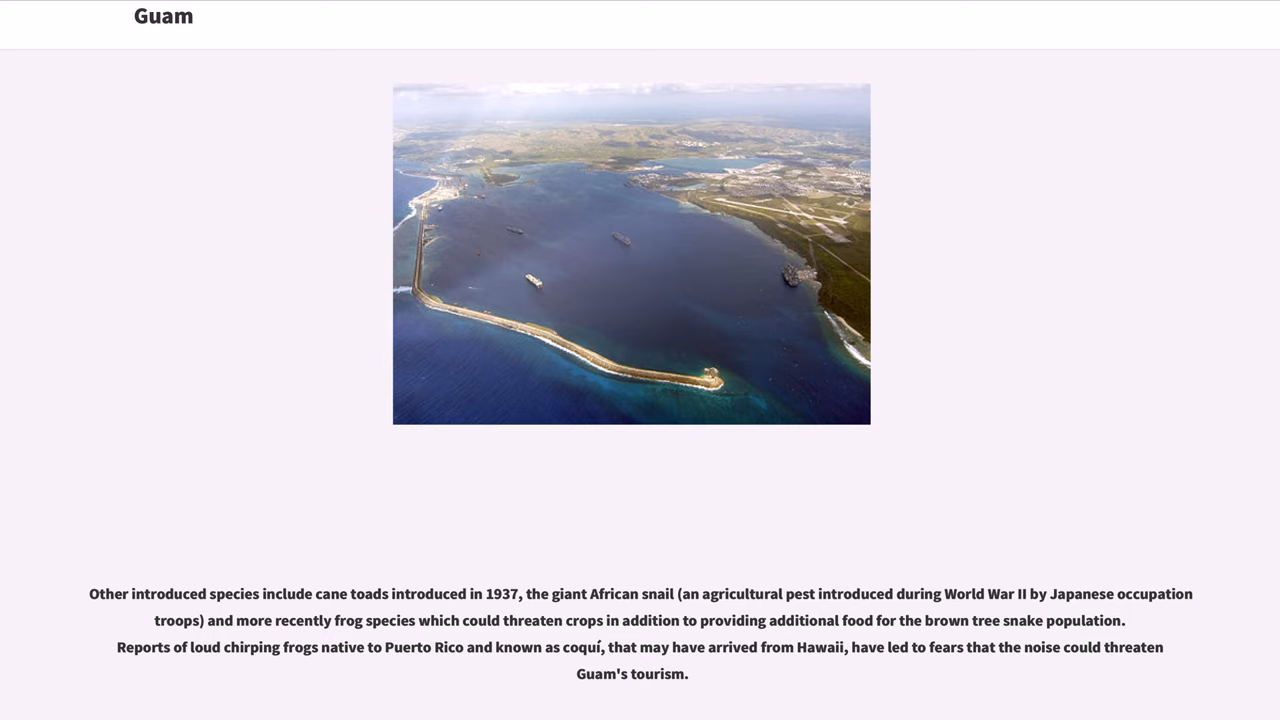 Guam
Other introduced species include cane toads introduced in 1937, the giant African snail (an agricultural pest introduced during World War II by Japanese occupation
troops) and more recently frog species which could threaten crops in addition to providing additional food for the brown tree snake population.
Reports of loud chirping frogs native to Puerto Rico and known as coquí, that may have arrived from Hawaii, have led to fears that the noise could threaten
Guam's tourism.